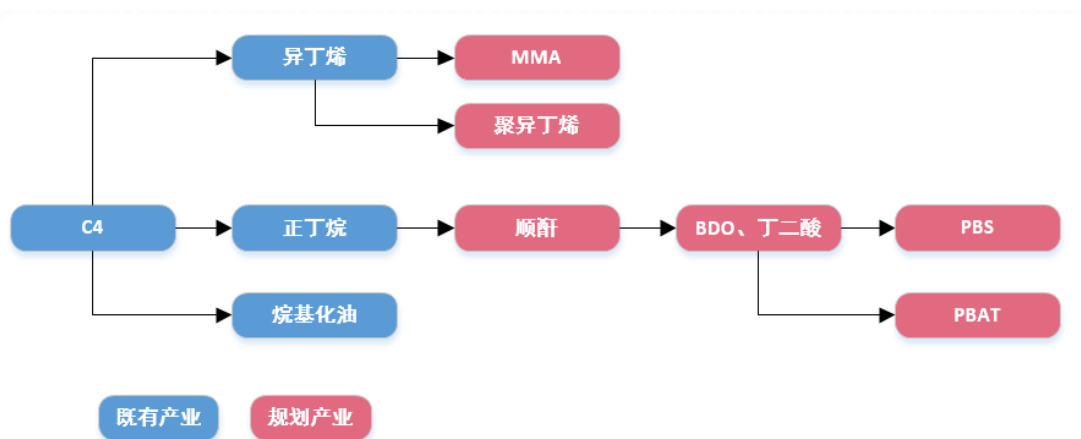 异丁烯
MMA
聚异丁烯
C4
正丁烷
顺酐
BDO、丁二酸
PBS
烷基化油
PBAT
既有产业
规划产业